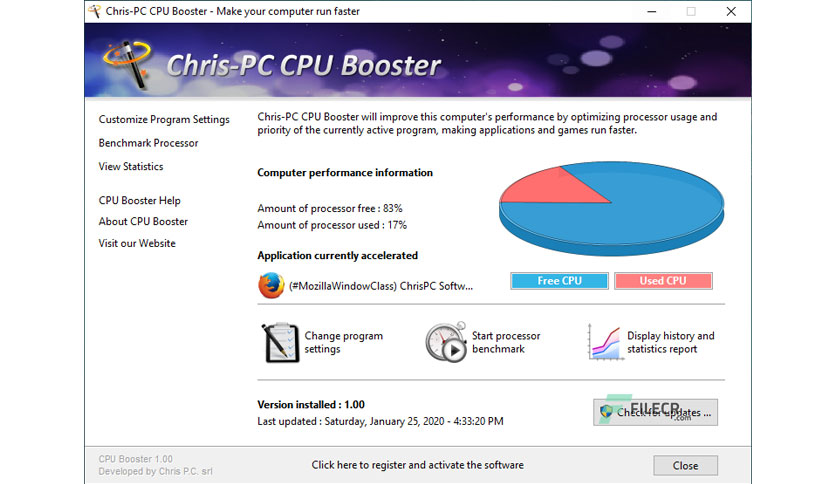 Chris-PC CPU Booster - Make your computer run faster
Chris-PC CPU Booster
Customize Program Settings
Benchmark Processor
View Statistics
CPU Booster Help
About CPU Booster
Visit our Website
Chris-PC CPU Booster will improve this computer's performance by optimizing processor usage and
priority of the currently active program, making applications and games run faster.
Computer performance information
Amount of processor free : 83%
Amount of processor used : 17%
Application currently accelerated
(#MozillaWindowClass) ChrisPC Softw...
Free CPU
Used CPU
Change program
settings
Start processor
benchmark
Display history and
statistics report
Version installed : 1.00
Last updated : Saturday, January 25, 2020 - 4:33:20 PM
Check for updates ...
FILECR
.com
CPU Booster 1.00
Developed by Chris P.C. srl
Click here to register and activate the software
Close